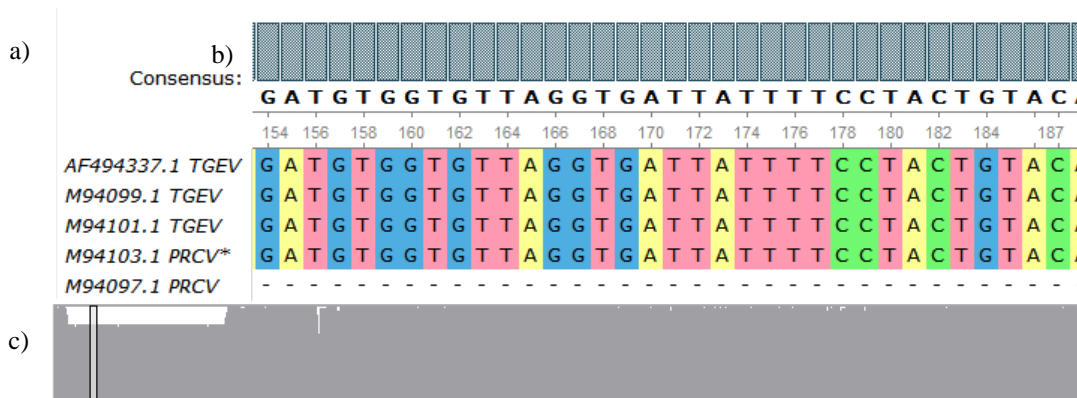 a)
b)
Consensus:
G A T G T G G T G T T A G G T G A T T A T T T T C C T A C T G T A C A
154 156 158 160 162 164 166 168 170 172 174 176 178 180 182 184 187
AF494337.1 TGEV G A T G T G G T G T T A G G T G A T T A T T T T C C T A C T G T A C A
M94099.1 TGEV G A T G T G G T G T T A G G T G A T T A T T T T C C T A C T G T A C A
M94101.1 TGEV G A T G T G G T G T T A G G T G A T T A T T T T C C T A C T G T A C A
M94103.1 PRCV* G A T G T G G T G T T A G G T G A T T A T T T T C C T A C T G T A C A
M94097.1 PRCV - - - - - - - - - - - - - - - - - - - - - - - - - - - - - - - - - -
c)